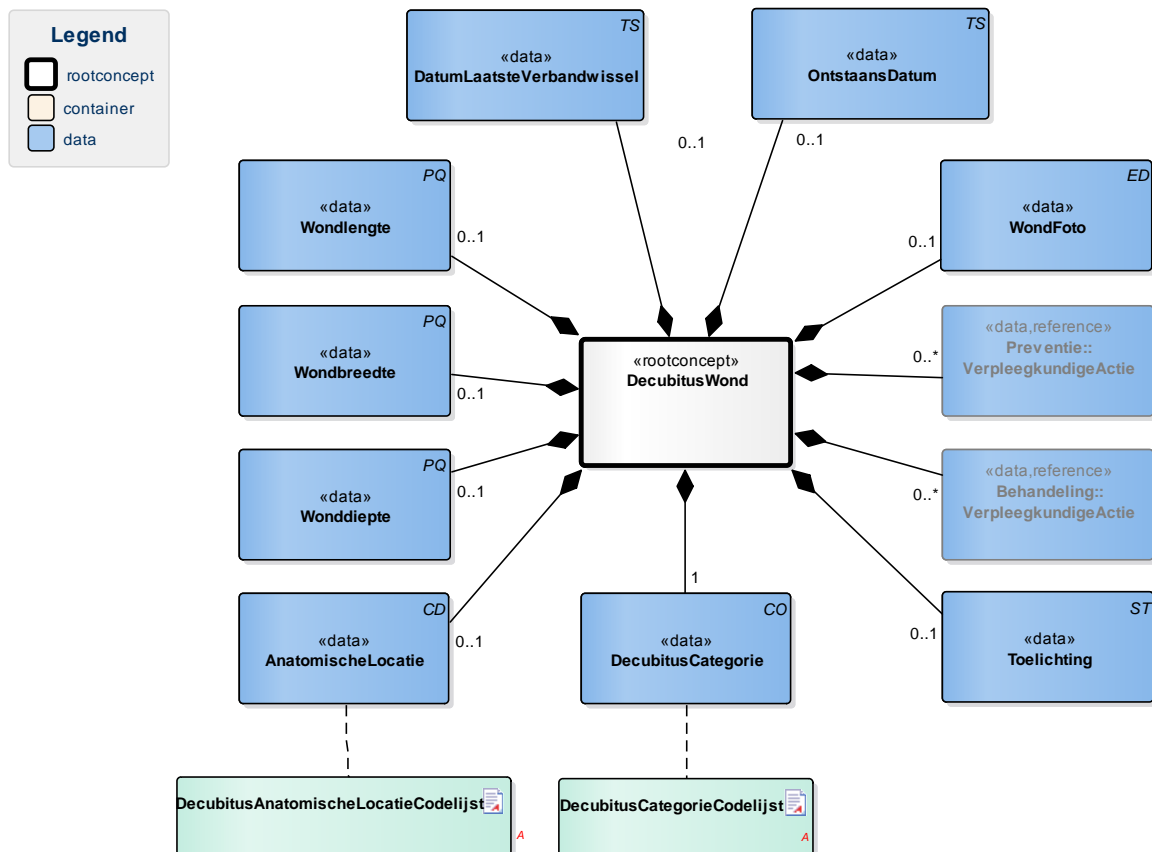 Legend
rootconcept
container
data
TS
«data»
DatumLaatsteVerbandwissel
TS
«data»
OntstaansDatum
0..1
0..1
PQ
«data»
Wondlengte
0..1
ED
«data»
WondFoto
0..1
PQ
«data»
Wondbreedte
0..1
«rootconcept»
DecubitusWond
«data,reference»
Preventie::
VerpleegkundigeActie
0..*
PQ
«data»
Wonddiepte
0..1
«data,reference»
Behandeling::
VerpleegkundigeActie
0..*
CD
«data»
AnatomischeLocatie
0..1
1
CO
«data»
DecubitusCategorie
ST
«data»
Toelichting
0..1
DecubitusAnatomischeLocatieCodelijst
A
DecubitusCategorieCodelijst
A